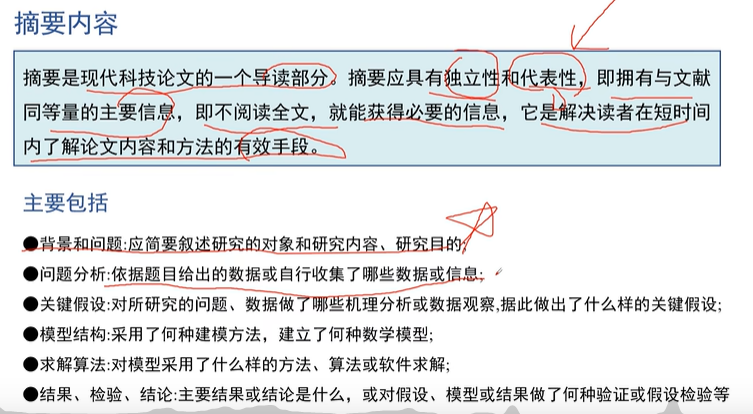 摘要内容
摘要是现代科技论文的一个导读部分。摘要应具有独立性和代表性，即拥有与文献
同等量的主要信息，即不阅读全文，就能获得必要的信息，它是解决读者在短时间
内了解论文内容和方法的有效手段。
主要包括
●背景和问题:应简要叙述研究的对象和研究内容、研究目的;
●问题分析:依据题目给出的数据或自行收集了哪些数据或信息;
●关键假设:对所研究的问题、数据做了哪些机理分析或数据观察,据此做出了什么样的关键假设;
●模型结构:采用了何种建模方法，建立了何种数学模型;
●求解算法:对模型采用了什么样的方法、算法或软件求解;
●结果、检验、结论:主要结果或结论是什么，或对假设、模型或结果做了何种验证或假设检验等